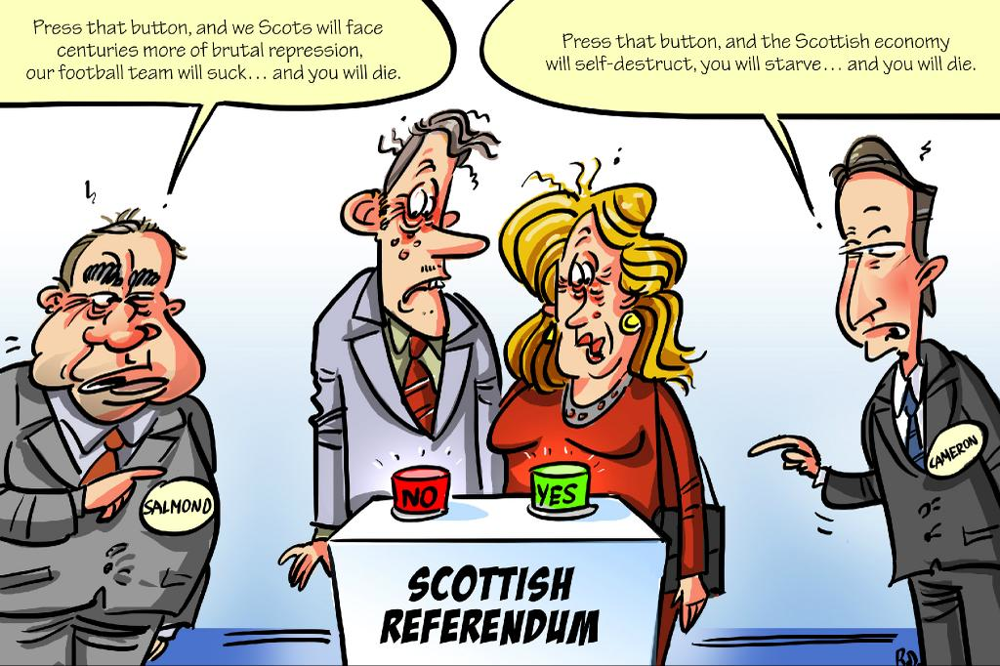 Press that button, and we Scots will face
centuries more of brutal repression,
our football team will suck... and you will die.
Press that button, and the Scottish economy
will self-destruct, you will starve... and you will die.
SALMOND
CAMERON
NO
YES
SCOTTISH
REFERENDUM